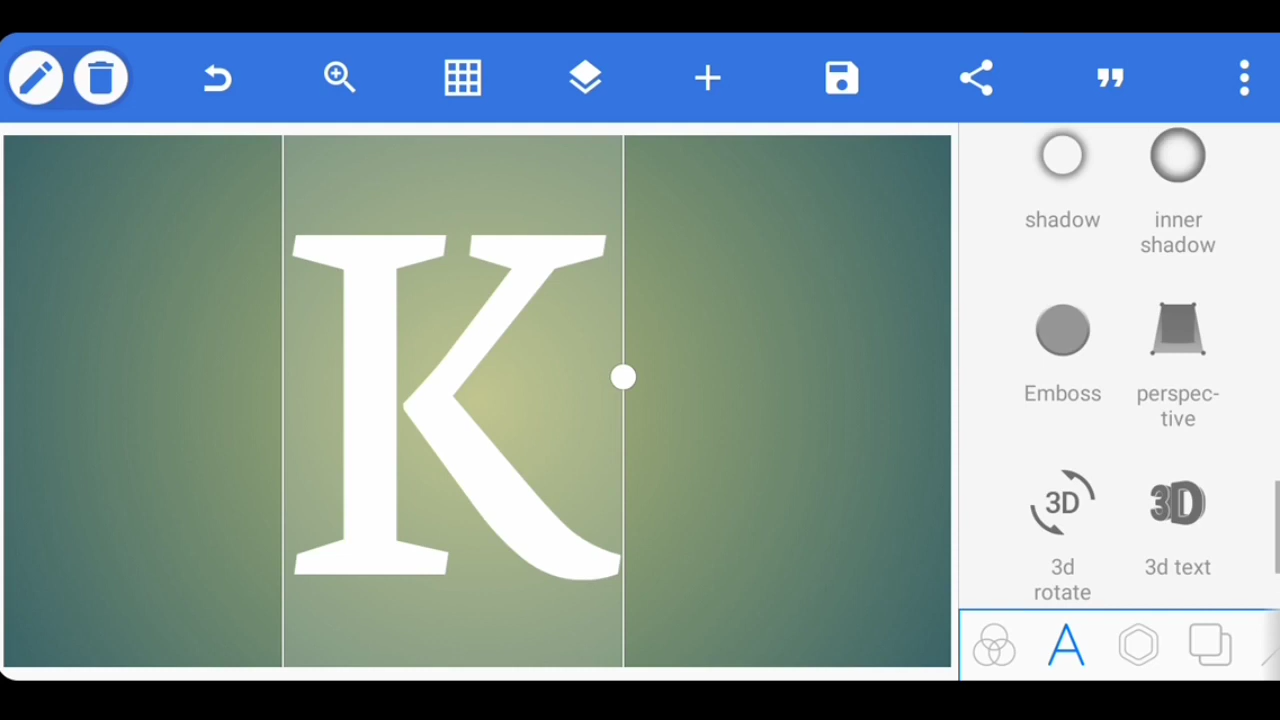 K
shadow
inner
shadow
Emboss
perspec-
tive
3D
3D
3d
rotate
3d text
A